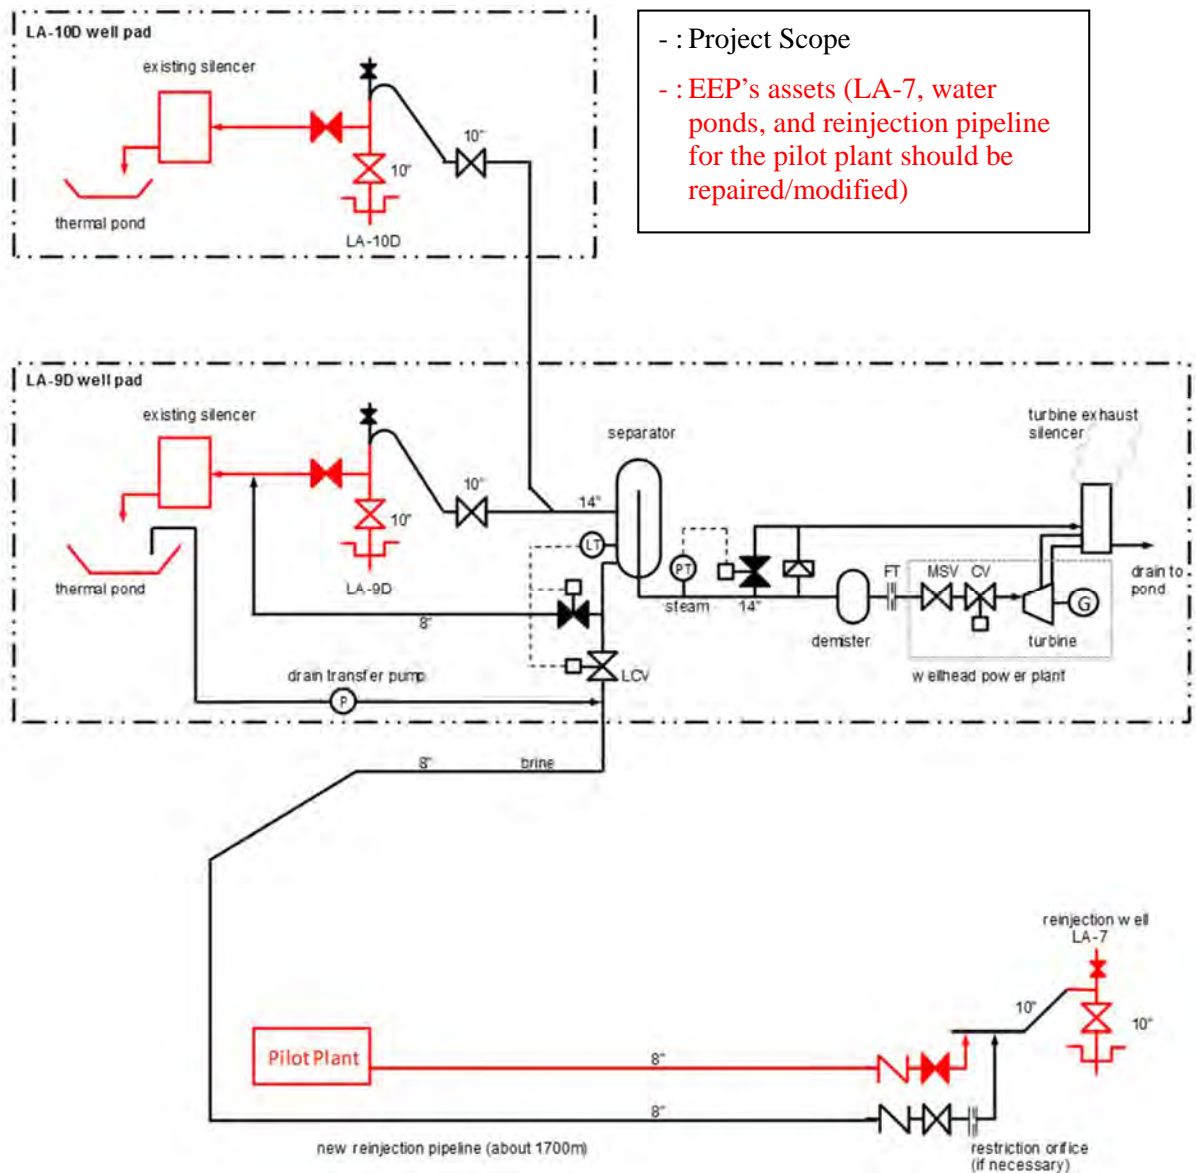 LA-10D well pad
existing silencer
10"
10"
thermal pond
LA-10D
- : Project Scope
- : EEP's assets (LA-7, water
ponds, and reinjection pipeline
for the pilot plant should be
repaired/modified)
LA-9D well pad
existing silencer
separator
turbine exhaust
silencer
10"
14"
10"
LT
PT
FT
MSV
CV
drain to
pond
thermal pond
LA-9D
8"
steam
14"
demister
G
turbine
wellhead power plant
LCV
drain transfer pump
P
8"
brine
reinjection well
LA-7
10"
10"
Pilot Plant
8"
8"
new reinjection pipeline (about 1700m)
restriction orifice
(if necessary)